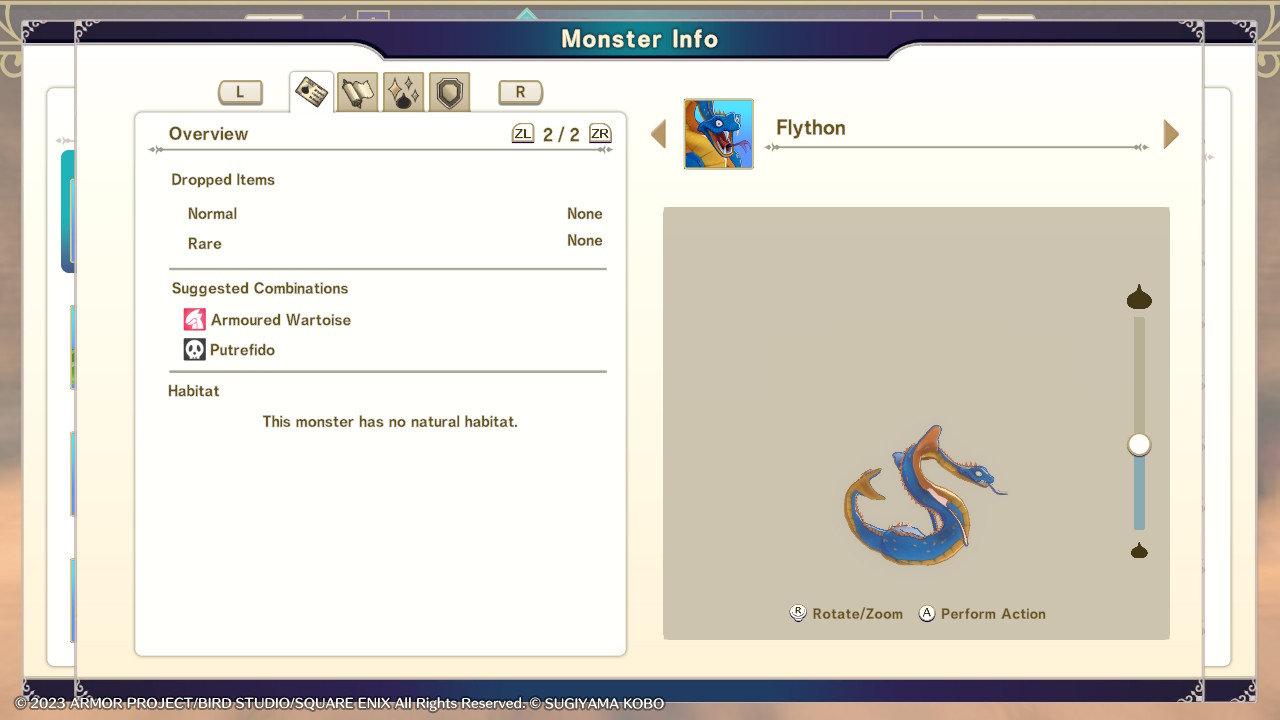 Monster Info
L
R
Overview
ZL 2 / 2 ZR
Dropped Items
Normal None
Rare None
Suggested Combinations
Armoured Wartoise
Putrefido
Habitat
This monster has no natural habitat.
Flython
R Rotate/Zoom A Perform Action
© 2023 ARMOR PROJECT/BIRD STUDIO/SQUARE ENIX All Rights Reserved. © SUGIYAMA KOBO